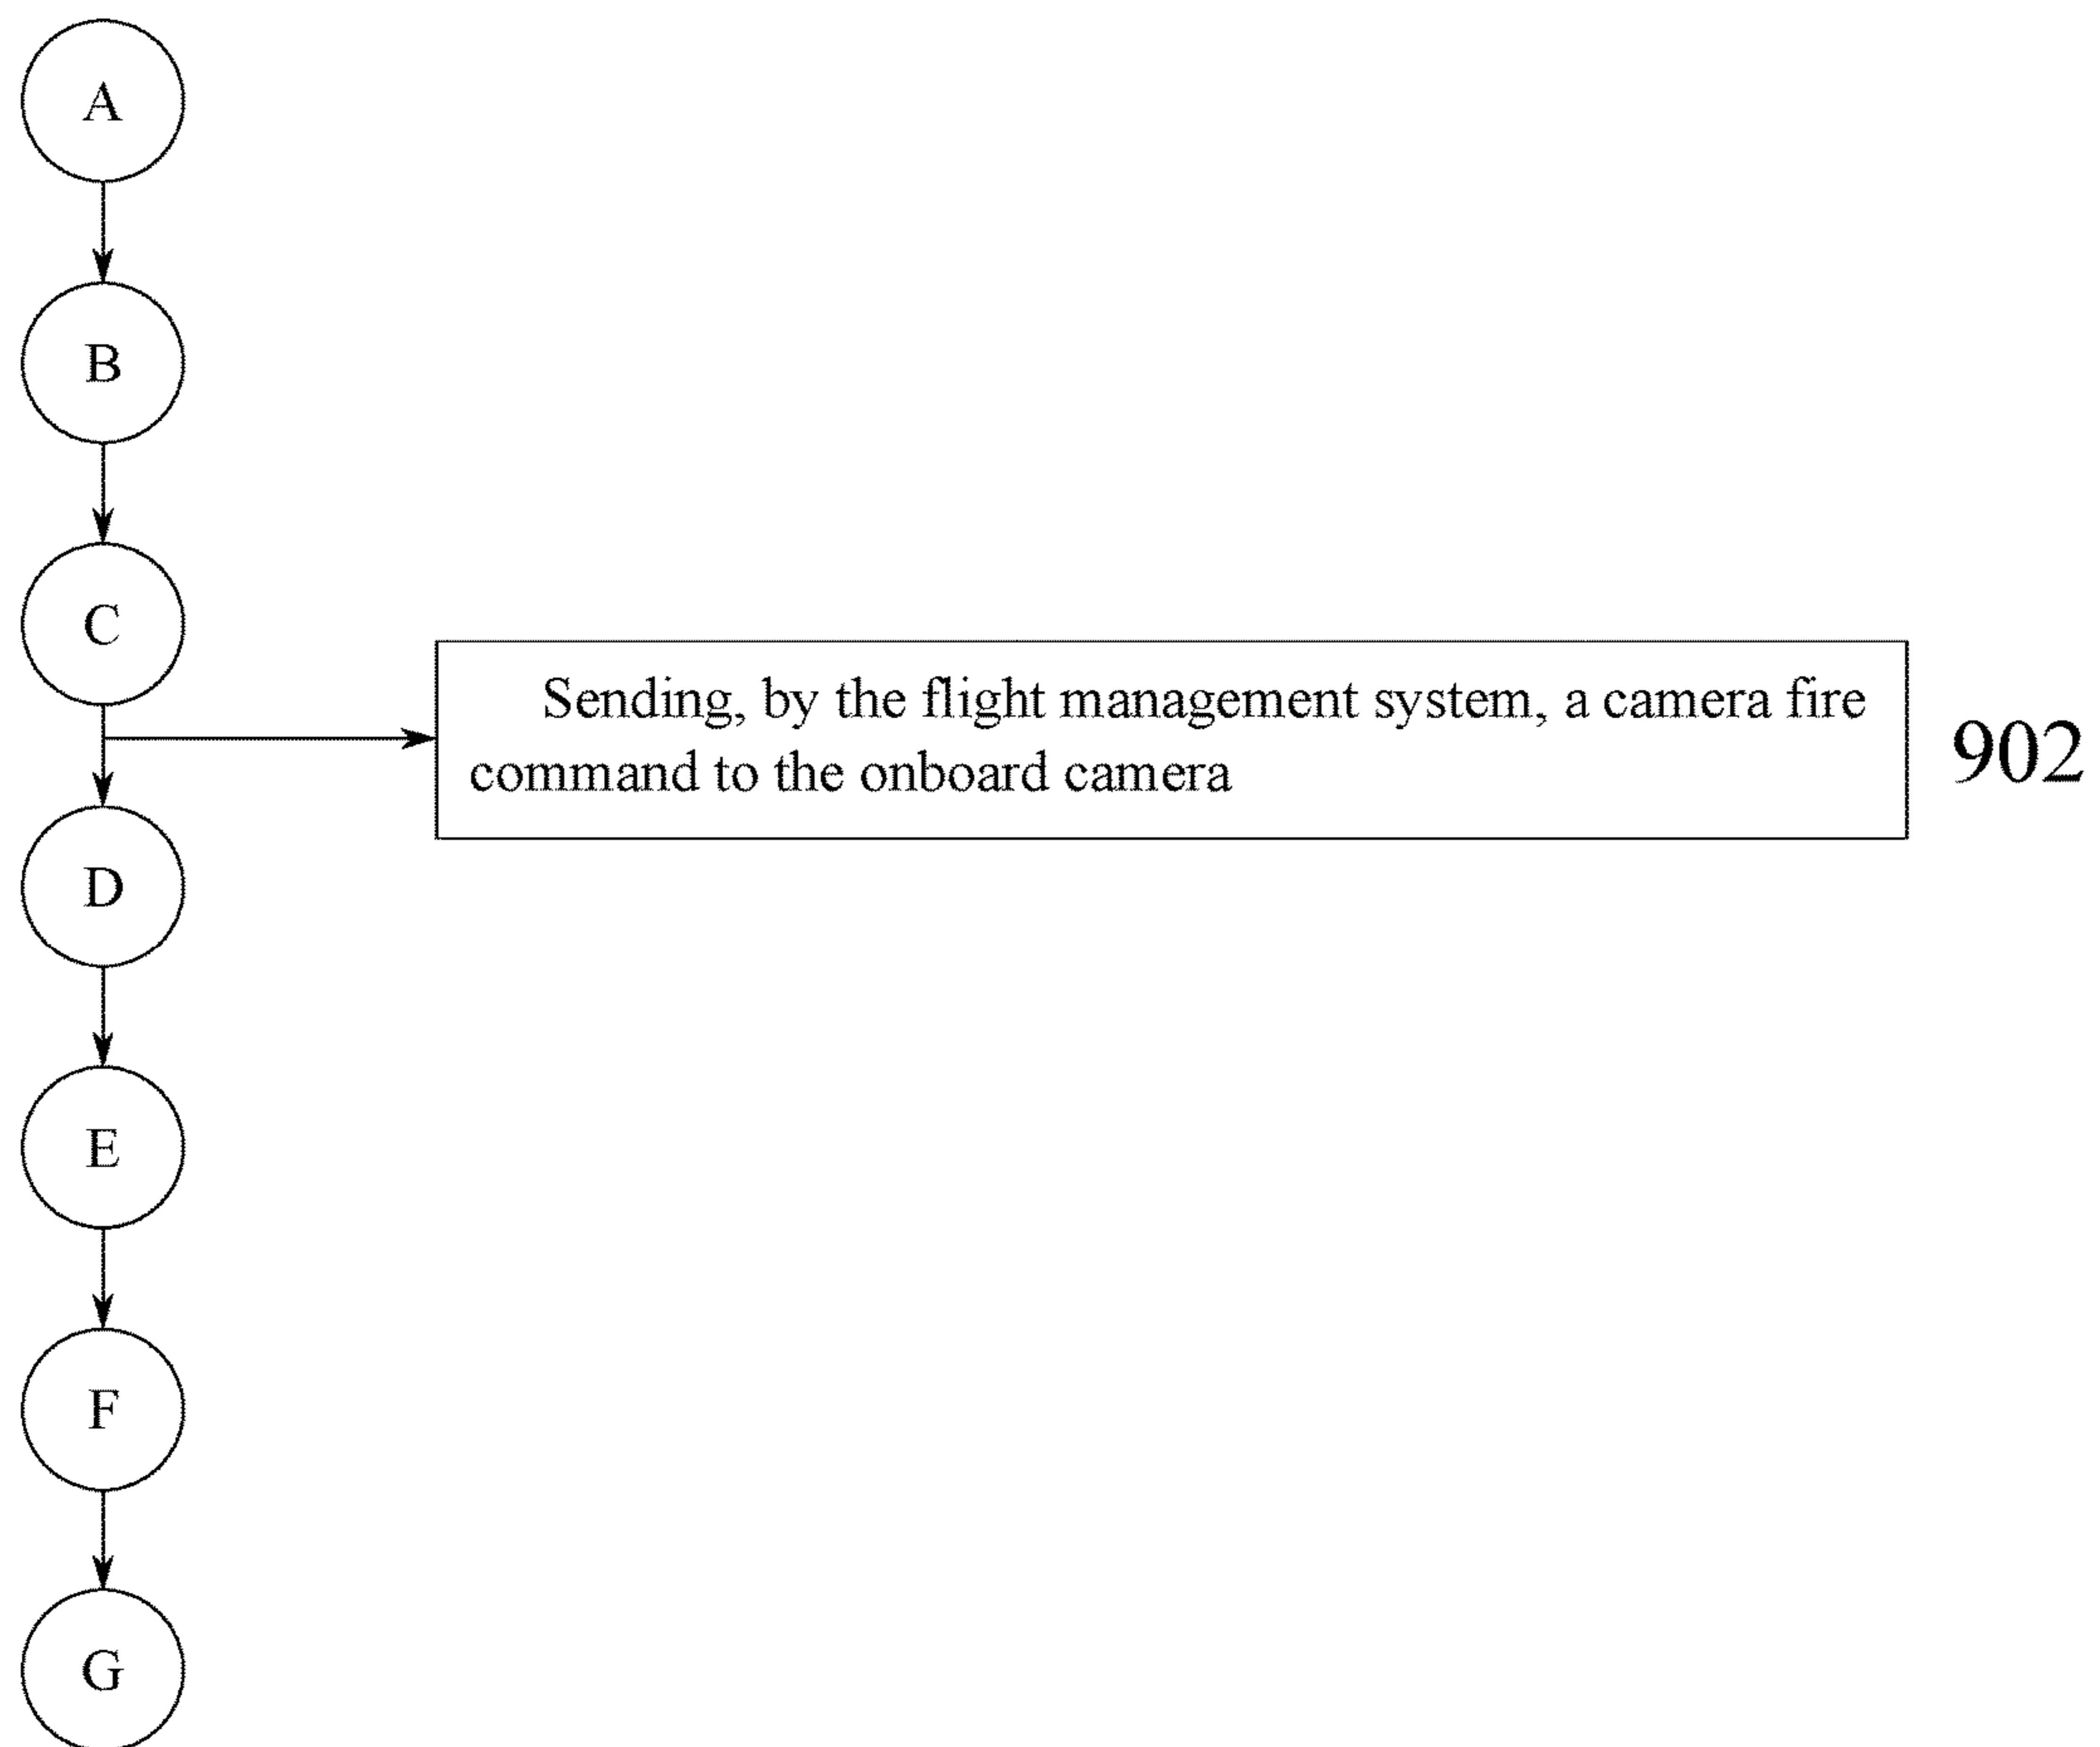 A
B
C
Sending, by the flight management system, a camera fire
command to the onboard camera
902
D
E
F
G